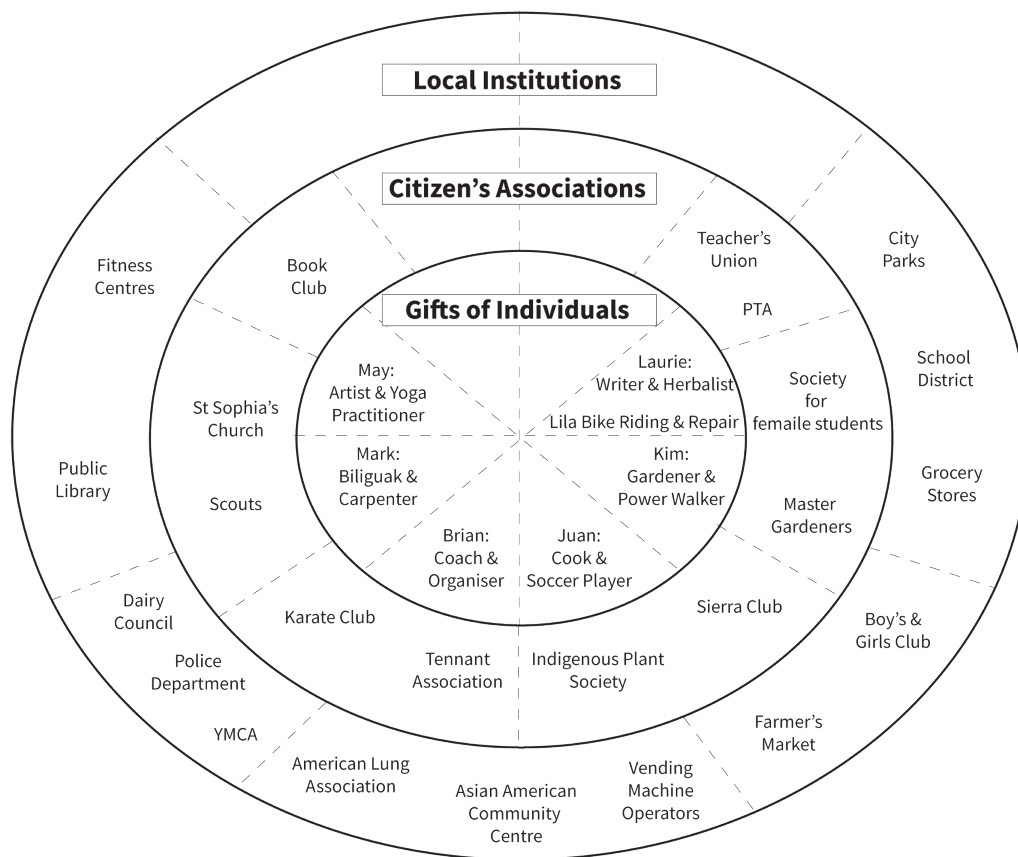 Local Institutions
Fitness
Centres
Public
Library
Dairy
Council
Police
Department
YMCA
American Lung
Association
Asian American
Community
Centre
Vending
Machine
Operators
Farmer’s
Market
Boy’s &
Girls Club
Grocery
Stores
School
District
City
Parks
Citizen’s Associations
Book
Club
St Sophia’s
Church
Scouts
Karate Club
Tennant
Association
Indigenous Plant
Society
Sierra Club
Master
Gardeners
Society
for
femaile students
PTA
Teacher’s
Union
Gifts of Individuals
May:
Artist & Yoga
Practitioner
Mark:
Biliguak &
Carpenter
Brian:
Coach &
Organiser
Juan:
Cook &
Soccer Player
Kim:
Gardener &
Power Walker
Lila Bike Riding & Repair
Laurie:
Writer & Herbalist